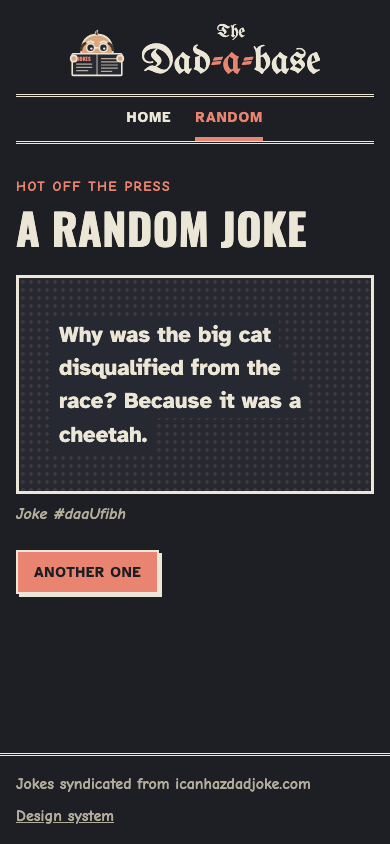 The
JOKES
Dad-a-base
HOME RANDOM
HOT OFF THE PRESS
A RANDOM JOKE
Why was the big cat
disqualified from the
race? Because it was a
cheetah.
Joke #daaUfibh
ANOTHER ONE
Jokes syndicated from icanhazdadjoke.com
Design system